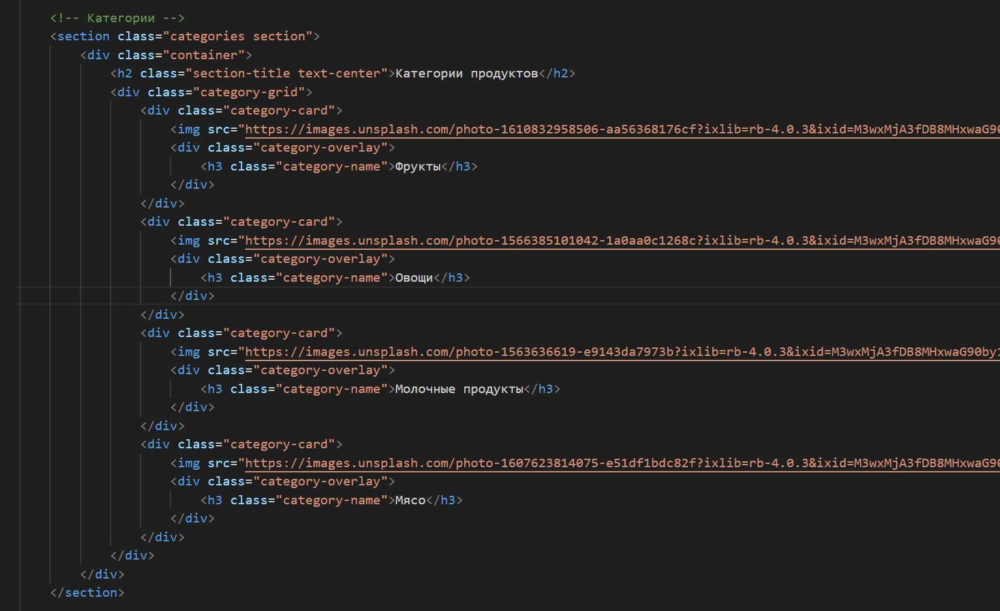 <!-- Категории -->
<section class="categories section">
<div class="container">
<h2 class="section-title text-center">Категории продуктов</h2>
<div class="category-grid">
<div class="category-card">
<img src="https://images.unsplash.com/photo-1610832958506-aa56368176cf?ixlib=rb-4.0.3&ixid=M3wxMjA3fDB8MHxwaG90
<div class="category-overlay">
<h3 class="category-name">Фрукты</h3>
</div>
</div>
<div class="category-card">
<img src="https://images.unsplash.com/photo-1566385101042-1a0aa0c1268c?ixlib=rb-4.0.3&ixid=M3wxMjA3fDB8MHxwaG90
<div class="category-overlay">
<h3 class="category-name">Овощи</h3>
</div>
</div>
<div class="category-card">
<img src="https://images.unsplash.com/photo-1563636619-e9143da7973b?ixlib=rb-4.0.3&ixid=M3wxMjA3fDB8MHxwaG90by1
<div class="category-overlay">
<h3 class="category-name">Молочные продукты</h3>
</div>
</div>
<div class="category-card">
<img src="https://images.unsplash.com/photo-1607623814075-e51df1bdc82f?ixlib=rb-4.0.3&ixid=M3wxMjA3fDB8MHxwaG90
<div class="category-overlay">
<h3 class="category-name">Мясо</h3>
</div>
</div>
</div>
</div>
</section>